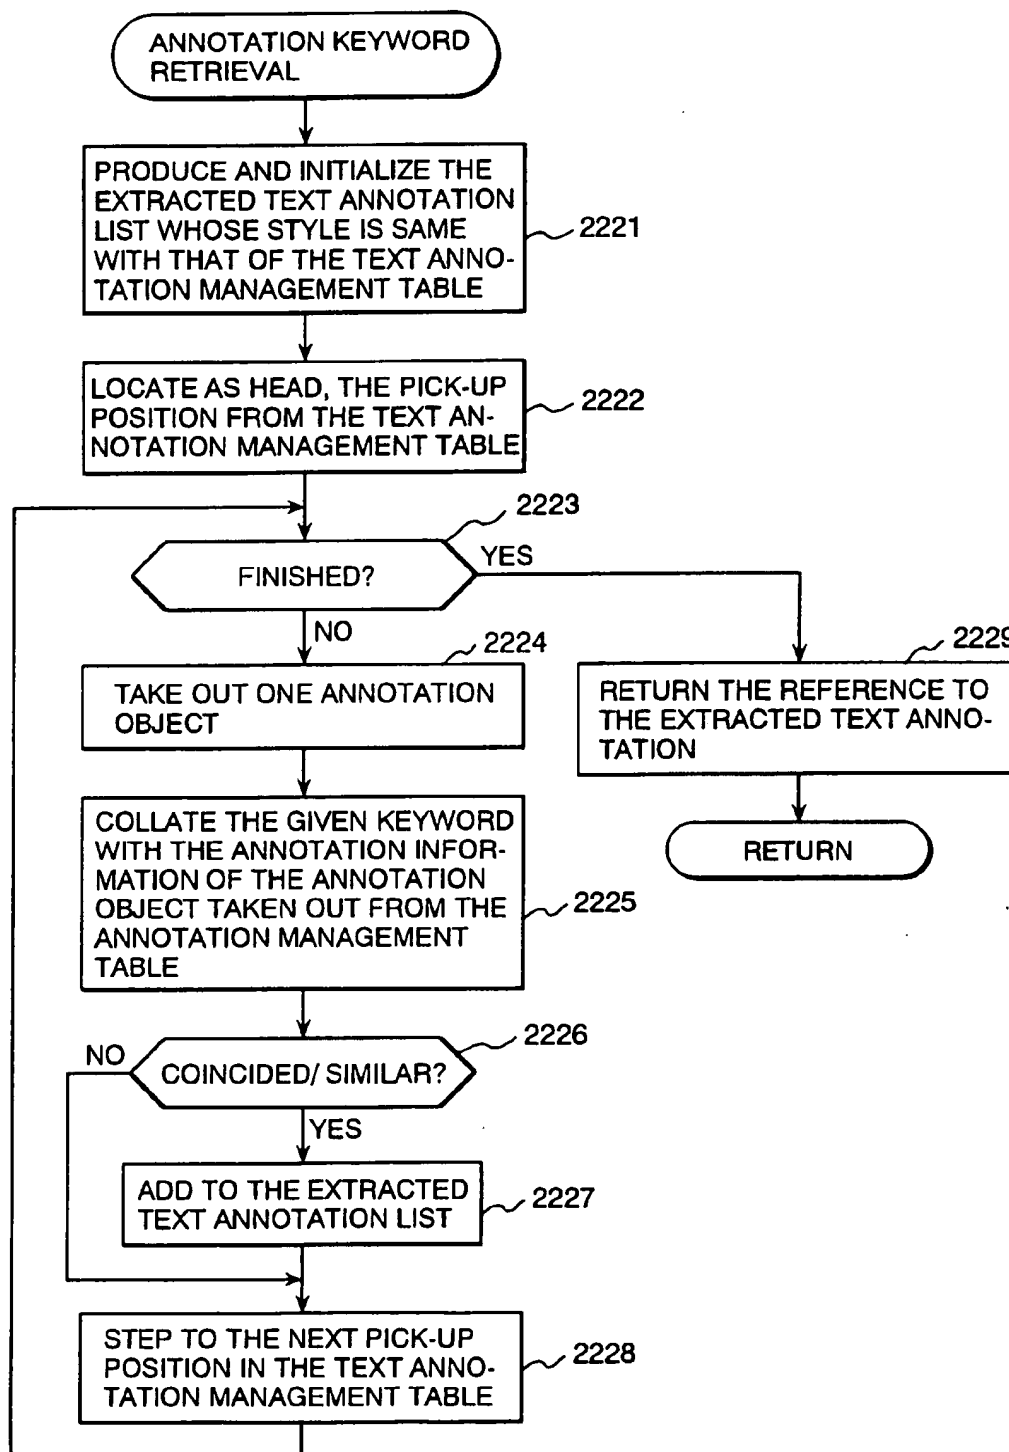 ANNOTATION KEYWORD
RETRIEVAL
PRODUCE AND INITIALIZE THE
EXTRACTED TEXT ANNOTATION
LIST WHOSE STYLE IS SAME
WITH THAT OF THE TEXT ANNO-
TATION MANAGEMENT TABLE
2221
LOCATE AS HEAD, THE PICK-UP
POSITION FROM THE TEXT AN-
NOTATION MANAGEMENT TABLE
2222
2223
FINISHED?
YES
NO
2224
TAKE OUT ONE ANNOTATION
OBJECT
2229
RETURN THE REFERENCE TO
THE EXTRACTED TEXT ANNO-
TATION
RETURN
COLLATE THE GIVEN KEYWORD
WITH THE ANNOTATION INFOR-
MATION OF THE ANNOTATION
OBJECT TAKEN OUT FROM THE
ANNOTATION MANAGEMENT
TABLE
2225
2226
NO
COINCIDED/ SIMILAR?
YES
ADD TO THE EXTRACTED
TEXT ANNOTATION LIST
2227
STEP TO THE NEXT PICK-UP
POSITION IN THE TEXT ANNO-
TATION MANAGEMENT TABLE
2228